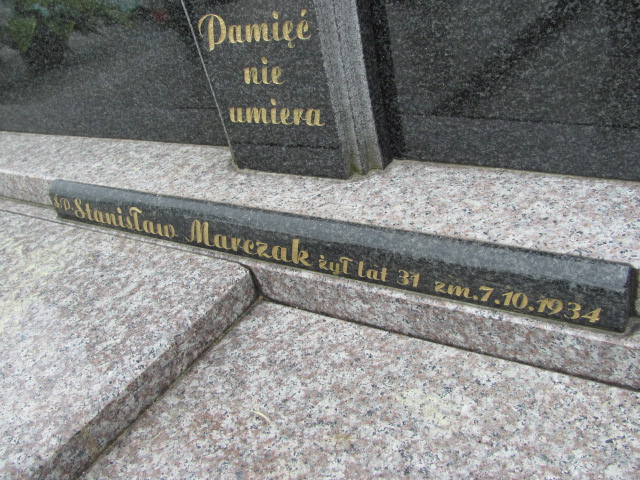 Pamięć
nie
umiera
Ś.P. Stanisław Marczak żył lat 31 zm. 7.10.1934